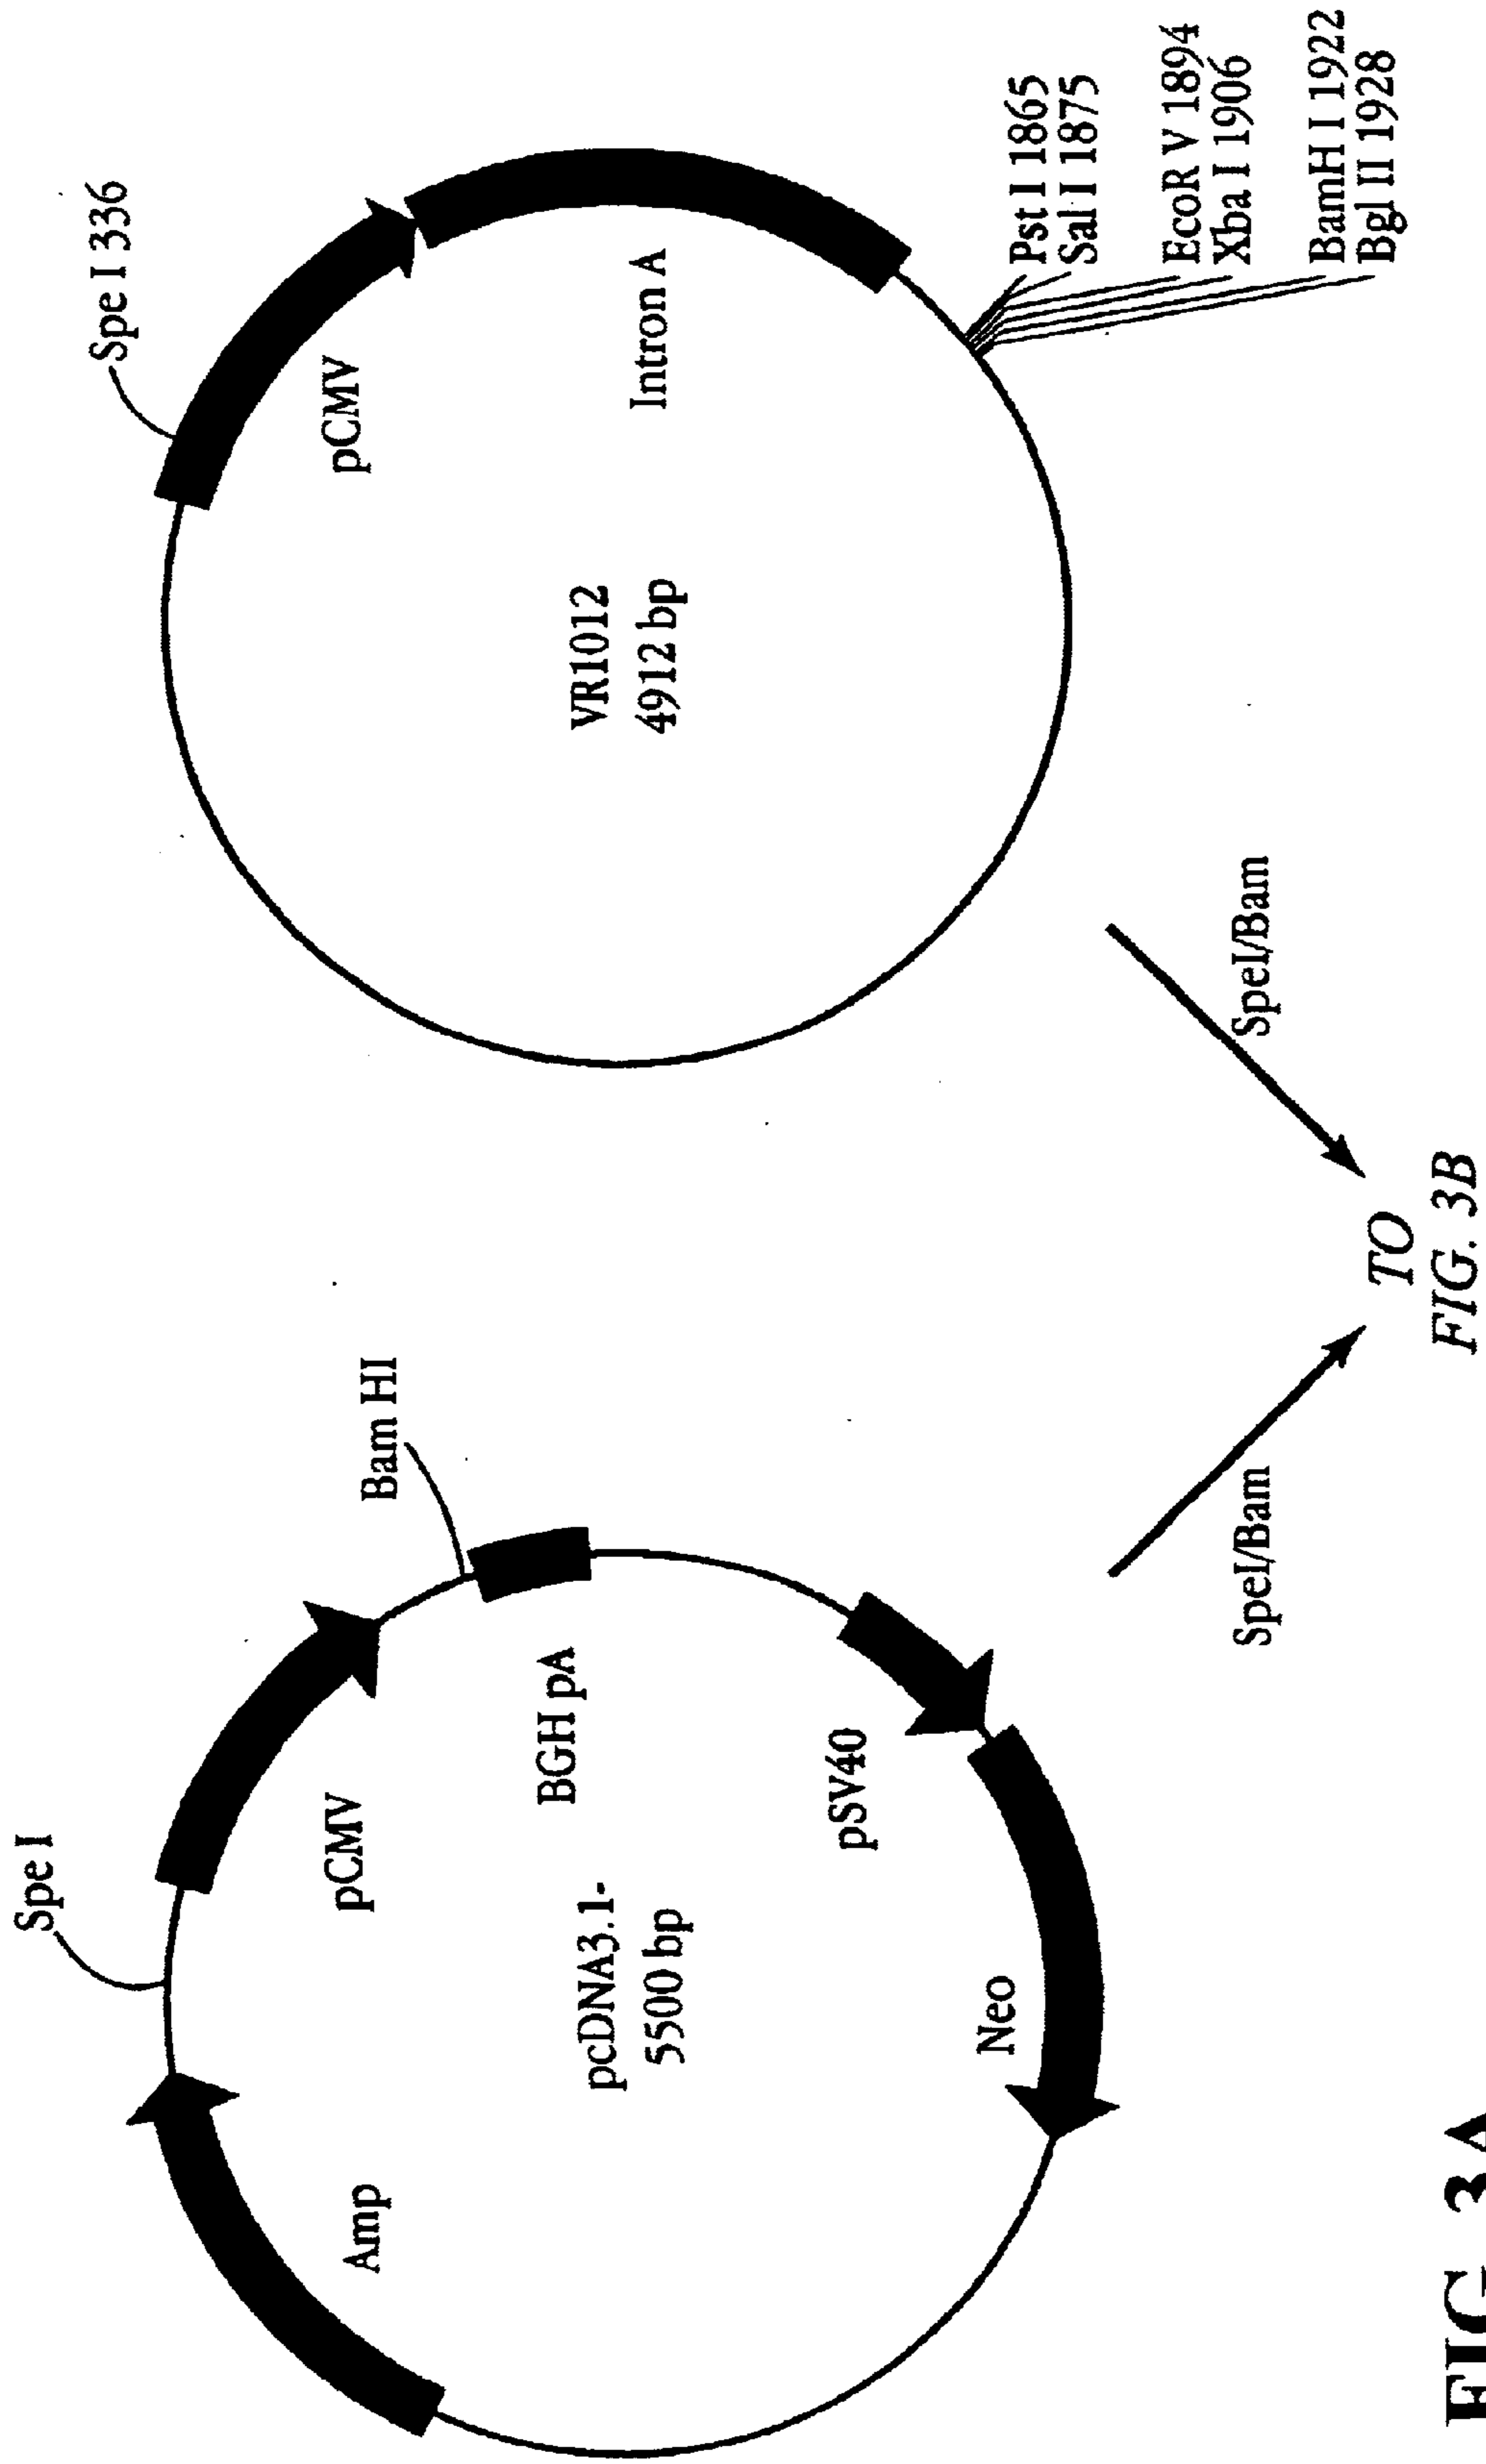 Spe I
pCMV
Bam HI
BGH pA
pcDNA3.1-
5500 bp
Amp
pSV40
Neo
SpeI/Bam
Spe I 336
pCMV
Intron A
VR1012
4912 bp
Pst I 1865
Sal I 1875
EcoR V 1894
Xba I 1906
BamH I 1922
Bgl II 1928
SpeI/Bam
TO
FIG. 3B
FIG. 3A